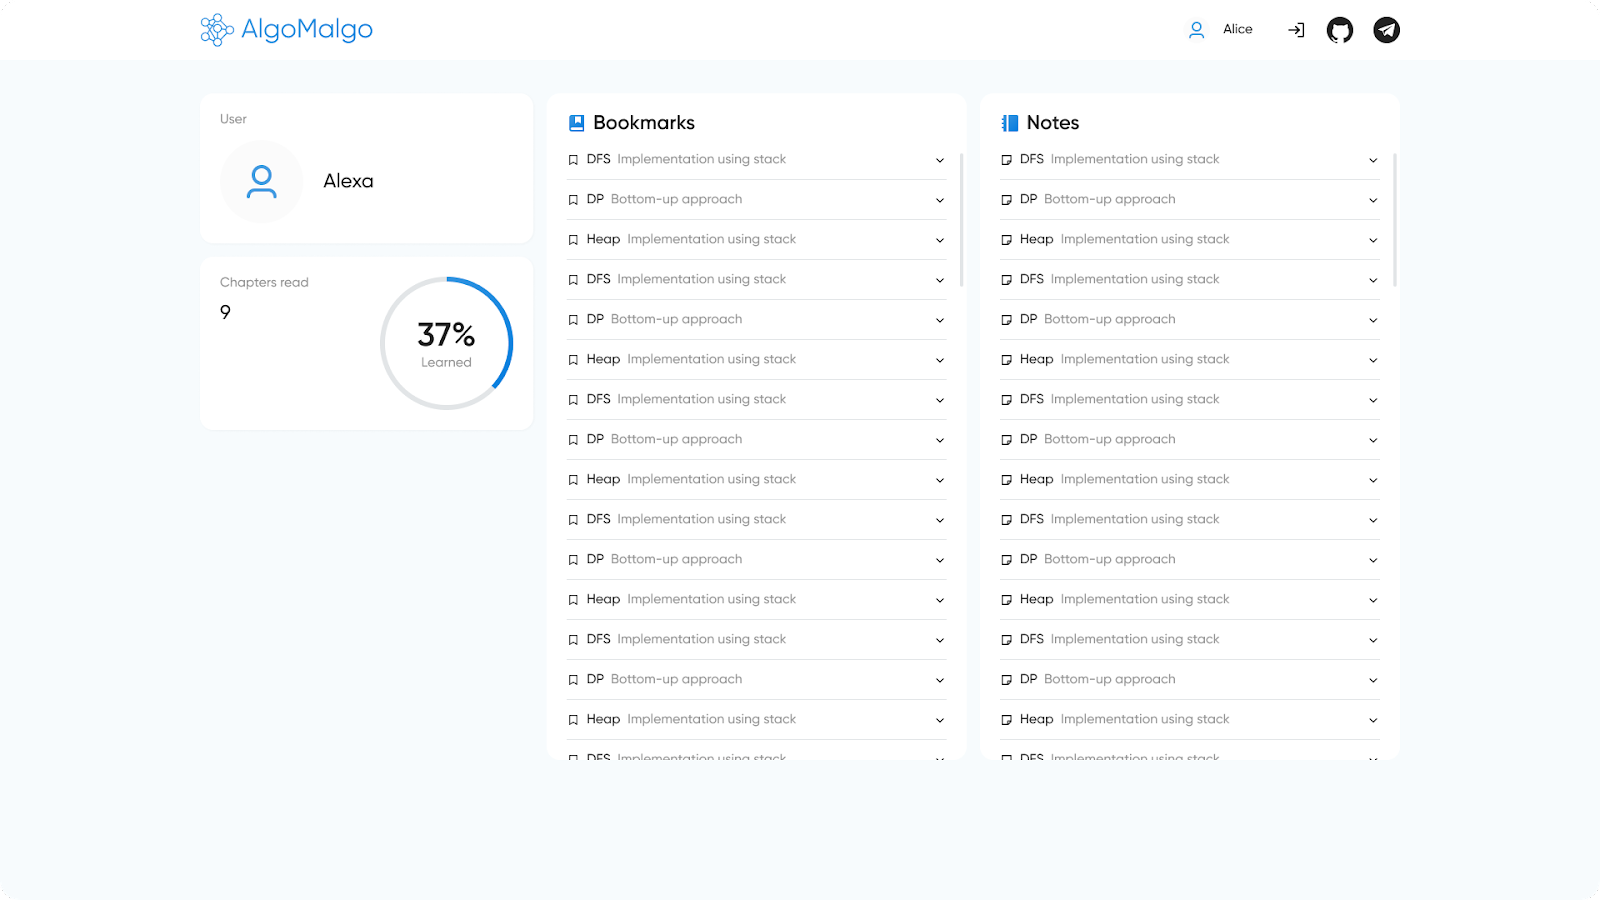 AlgoMalgo
Alice
User
Alexa
Chapters read
9
37%
Learned
Bookmarks
DFS Implementation using stack
DP Bottom-up approach
Heap Implementation using stack
DFS Implementation using stack
DP Bottom-up approach
Heap Implementation using stack
DFS Implementation using stack
DP Bottom-up approach
Heap Implementation using stack
DFS Implementation using stack
DP Bottom-up approach
Heap Implementation using stack
DFS Implementation using stack
DP Bottom-up approach
Heap Implementation using stack
DFS Implementation using stack
Notes
DFS Implementation using stack
DP Bottom-up approach
Heap Implementation using stack
DFS Implementation using stack
DP Bottom-up approach
Heap Implementation using stack
DFS Implementation using stack
DP Bottom-up approach
Heap Implementation using stack
DFS Implementation using stack
DP Bottom-up approach
Heap Implementation using stack
DFS Implementation using stack
DP Bottom-up approach
Heap Implementation using stack
DFS Implementation using stack